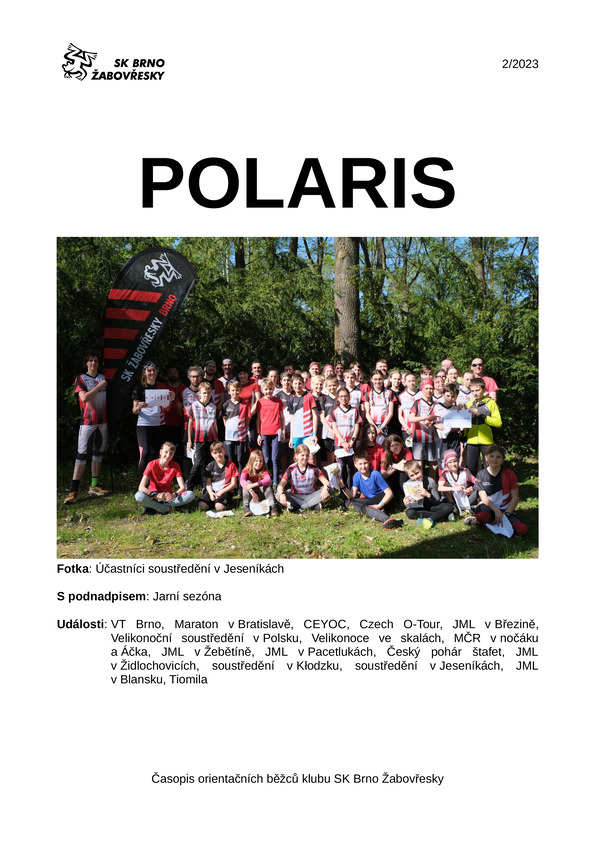 SK BRNO
ŽABOVŘESKY
2/2023
POLARIS
SK ŽABOVŘESKY BRNO
Fotka: Účastníci soustředění v Jeseníkách
S podnadpisem: Jarní sezóna
Události: VT Brno, Maraton v Bratislavě, CEYOC, Czech O-Tour, JML v Březině,
Velikonoční soustředění v Polsku, Velikonoce ve skalách, MČR v nočáku
a Áčka, JML v Žebětíně, JML v Pacetlukách, Český pohár štafet, JML
v Židlochovicích, soustředění v Kłodzku, soustředění v Jeseníkách, JML
v Blansku, Tiomila
Časopis orientačních běžců klubu SK Brno Žabovřesky